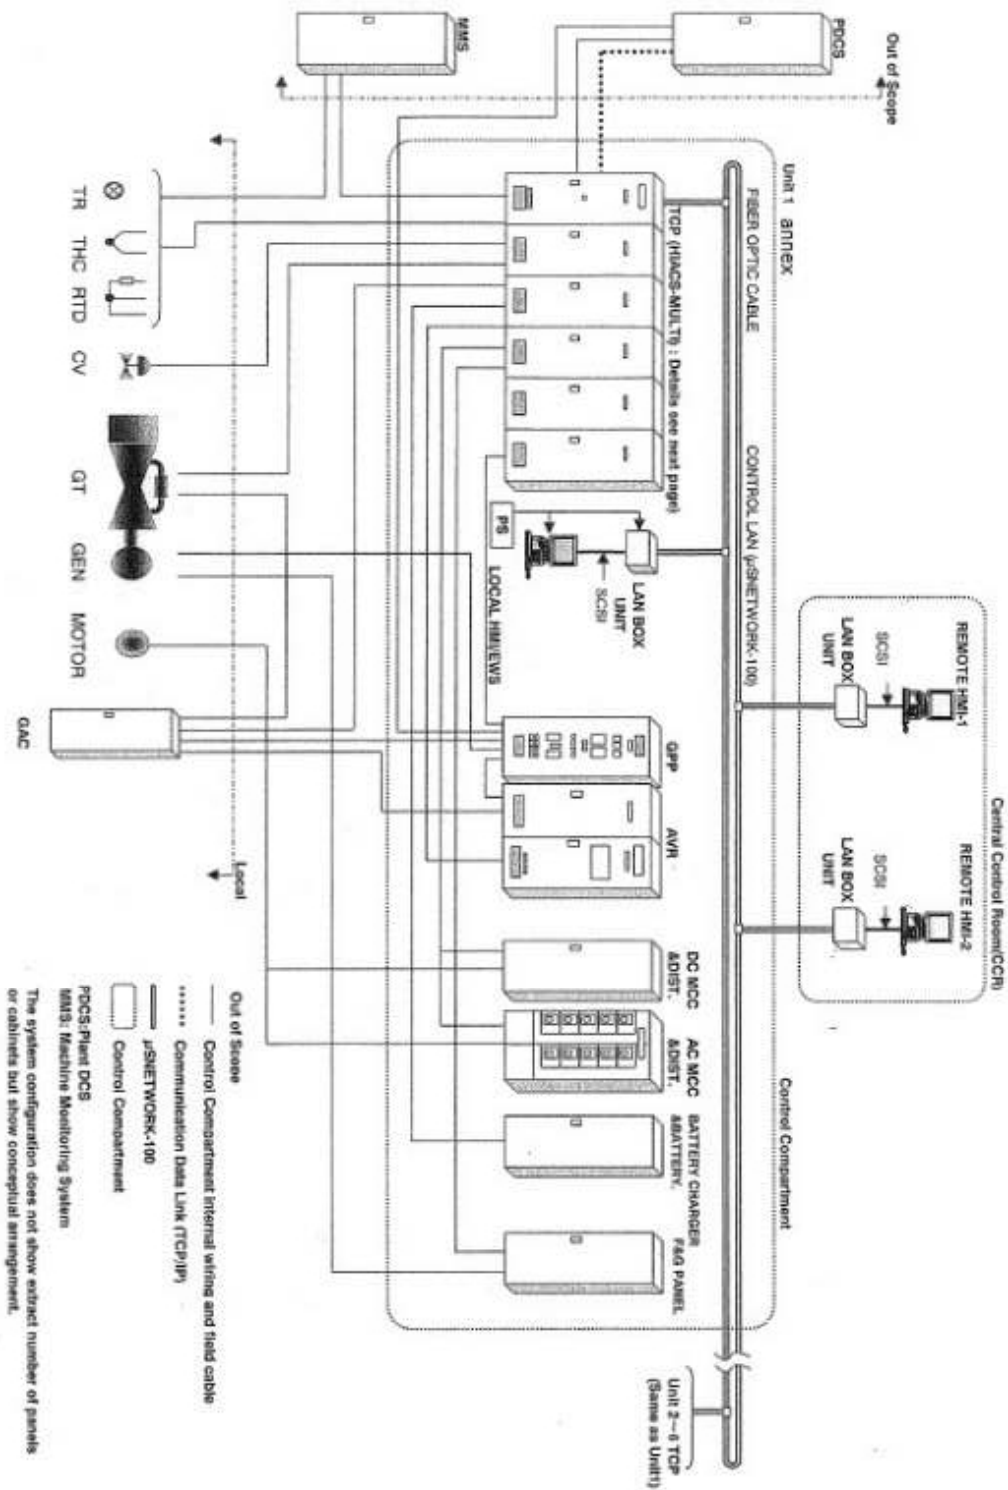 Central Control Room(CCR)
REMOTE HMI-1
REMOTE HMI-2
SCSI
SCSI
LAN BOX
UNIT
LAN BOX
UNIT
Out of Scope
PDCS
MMS
Unit 1 annex
Control Compartment
FIBER OPTIC CABLE
CONTROL LAN (μSNETWORK-100)
Unit 2～6 TCP
(Same as Unit1)
TCP (HIACS-MULTI) : Details see next page)
LAN BOX
UNIT
SCSI
PS
LOCAL HMI/EWS
GPP
AVR
DC MCC
&DIST.
AC MCC
&DIST.
BATTERY CHARGER
&BATTERY.
F&G PANEL
Local
TR
THC
RTD
CV
GT
GEN
MOTOR
GAC
Out of Scope
Control Compartment internal wiring and field cable
Communication Data Link (TCP/IP)
μSNETWORK-100
Control Compartment
PDCS:Plant DCS
MMS: Machine Monitoring System
The system configuration does not show extract number of panels
or cabinets but show conceptual arrangement.